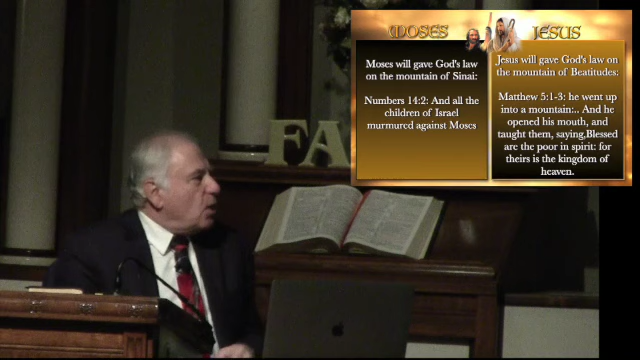 MOSES
JESUS
Moses will gave God's law
on the mountain of Sinai:
Numbers 14:2: And all the
children of Israel
murmured against Moses
Jesus will gave God's law on
the mountain of Beatitudes:
Matthew 5:1-3: he went up
into a mountain:.. And he
opened his mouth, and
taught them, saying,Blessed
are the poor in spirit: for
theirs is the kingdom of
heaven.
FA